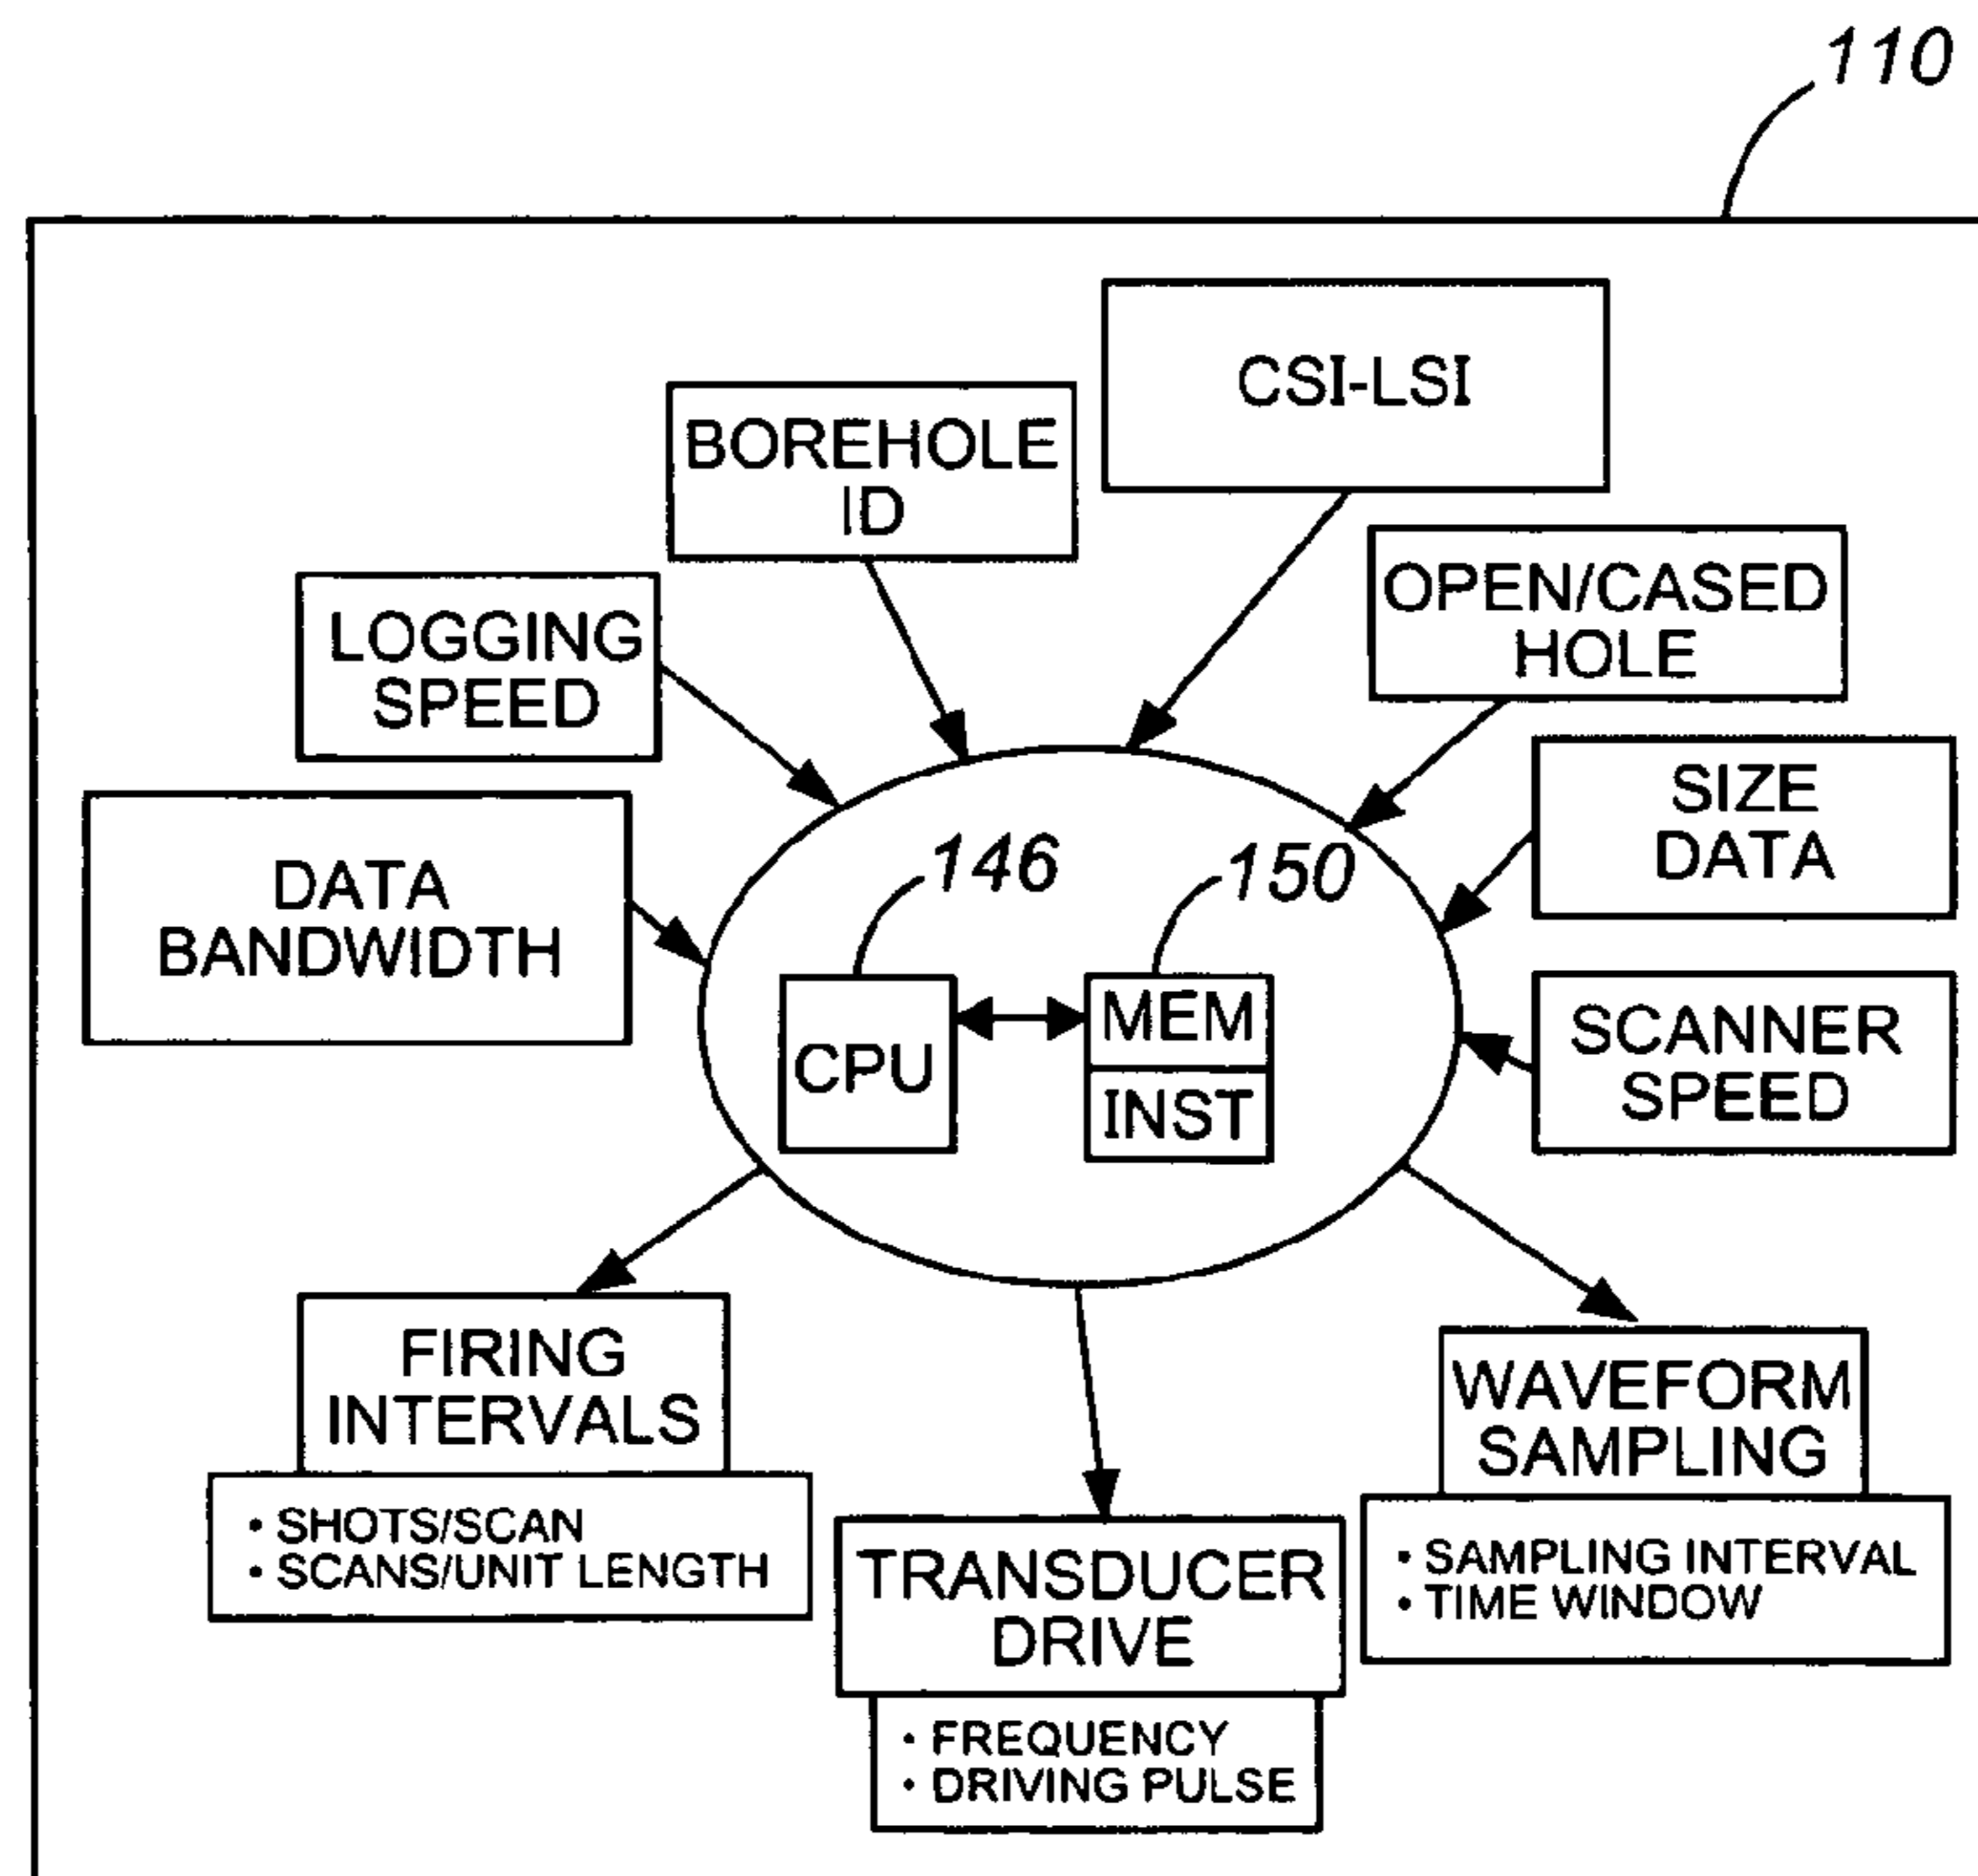 110
CSI-LSI
BOREHOLE
ID
OPEN/CASED
HOLE
LOGGING
SPEED
SIZE
DATA
DATA
BANDWIDTH
146
150
CPU
MEM
INST
SCANNER
SPEED
FIRING
INTERVALS
• SHOTS/SCAN
• SCANS/UNIT LENGTH
TRANSDUCER
DRIVE
• FREQUENCY
• DRIVING PULSE
WAVEFORM
SAMPLING
• SAMPLING INTERVAL
• TIME WINDOW